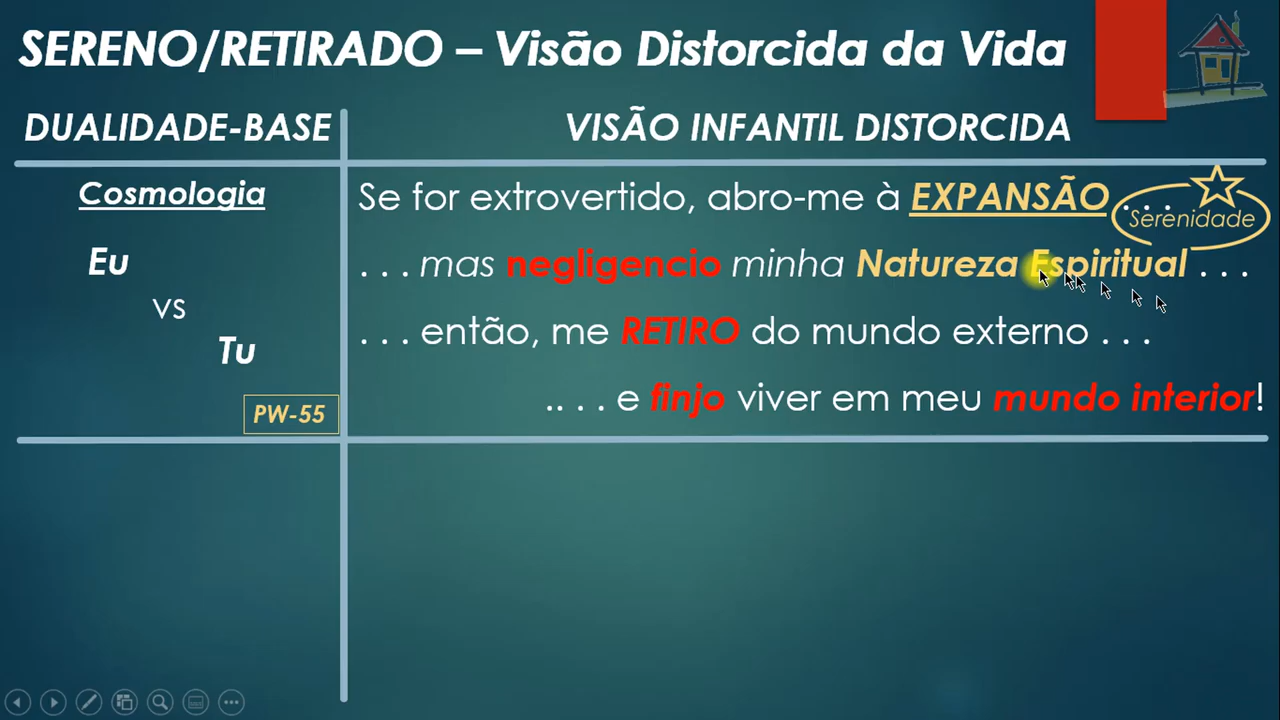 SERENO/RETIRADO – Visão Distorcida da Vida
DUALIDADE-BASE
VISÃO INFANTIL DISTORCIDA
Cosmologia
Eu
vs
Tu
PW-55
Se for extrovertido, abro-me à EXPANSÃO . . .
Serenidade
. . . mas negligencio minha Natureza Espiritual . . .
. . . então, me RETIRO do mundo externo . . .
.. . . e finjo viver em meu mundo interior!